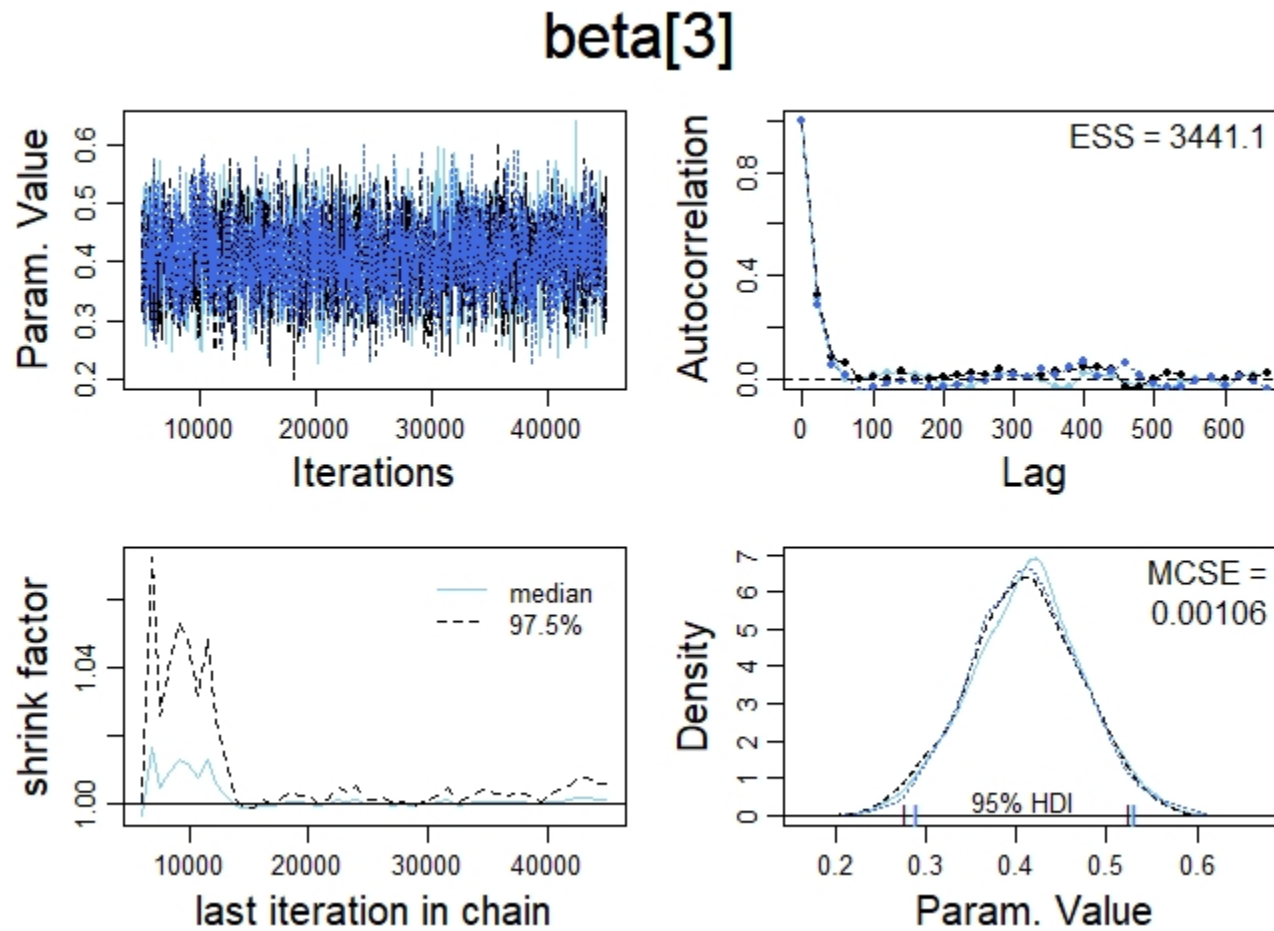 beta[3]
Param. Value
0.2 0.3 0.4 0.5 0.6
10000 20000 30000 40000
Iterations
Autocorrelation
0.0 0.4 0.8
ESS = 3441.1
0 100 200 300 400 500 600
Lag
shrink factor
1.00 1.04
median
97.5%
10000 20000 30000 40000
last iteration in chain
Density
0 1 2 3 4 5 6 7
MCSE =
0.00106
95% HDI
0.2 0.3 0.4 0.5 0.6
Param. Value